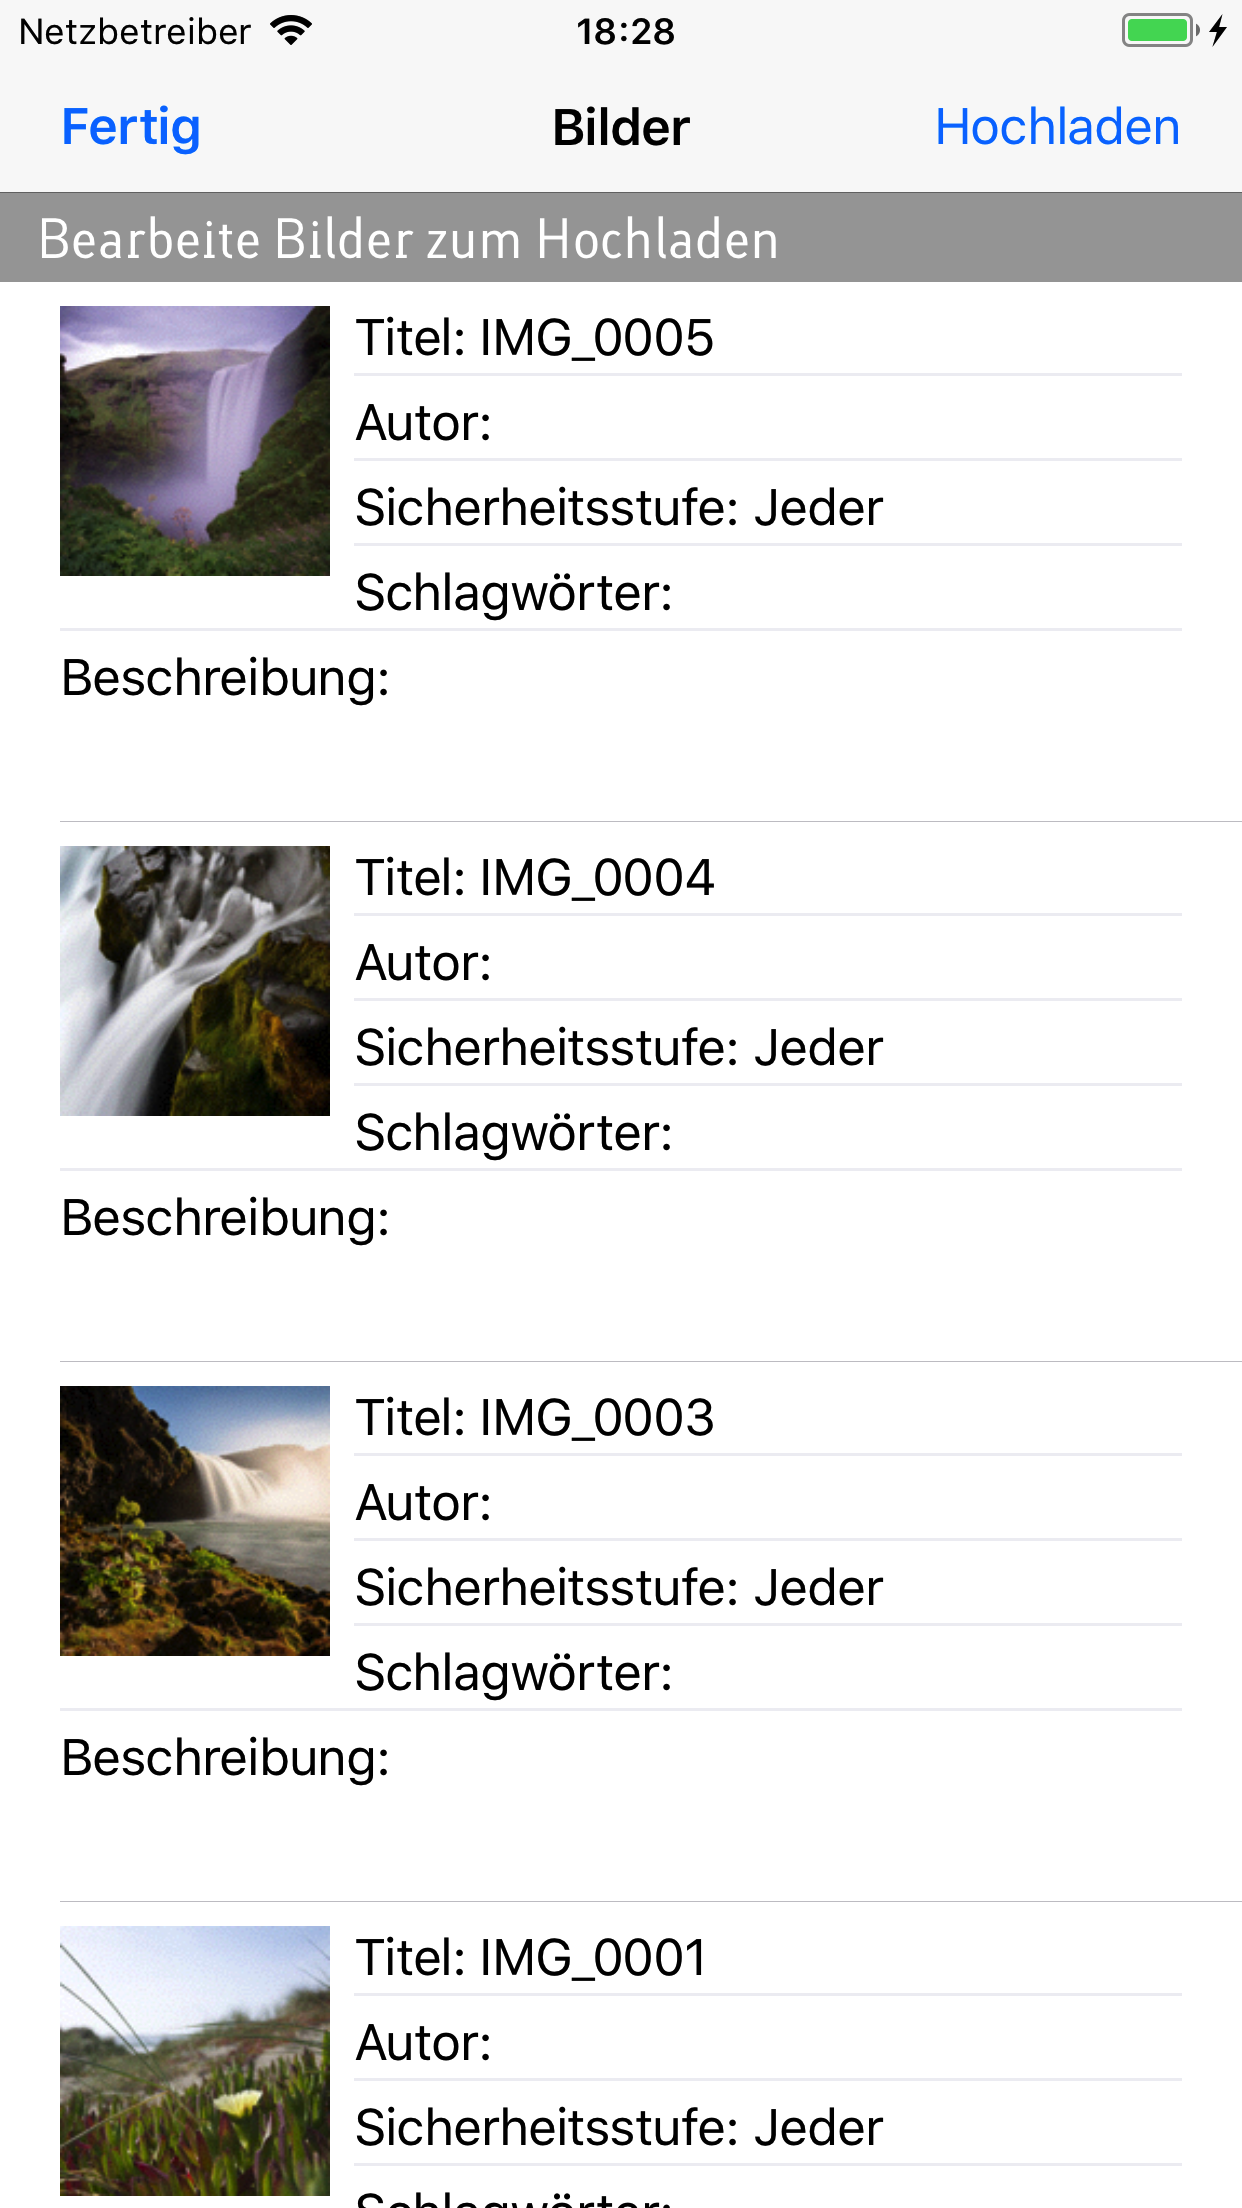 Netzbetreiber 18:28
Fertig Bilder Hochladen
Bearbeite Bilder zum Hochladen
Titel: IMG_0005
Autor:
Sicherheitsstufe: Jeder
Schlagwörter:
Beschreibung:
Titel: IMG_0004
Autor:
Sicherheitsstufe: Jeder
Schlagwörter:
Beschreibung:
Titel: IMG_0003
Autor:
Sicherheitsstufe: Jeder
Schlagwörter:
Beschreibung:
Titel: IMG_0001
Autor:
Sicherheitsstufe: Jeder
Schlagwörter: